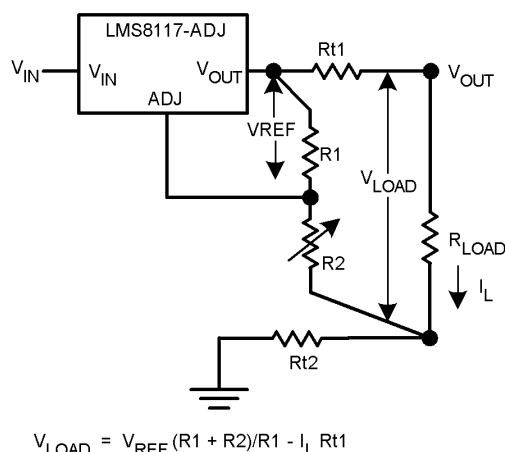 LMS8117-ADJ
VIN
VIN
VOUT
ADJ
Rt1
VOUT
VREF
R1
VLOAD
R2
RLOAD
IL
Rt2
VLOAD = VREF(R1 + R2)/R1 - IL Rt1